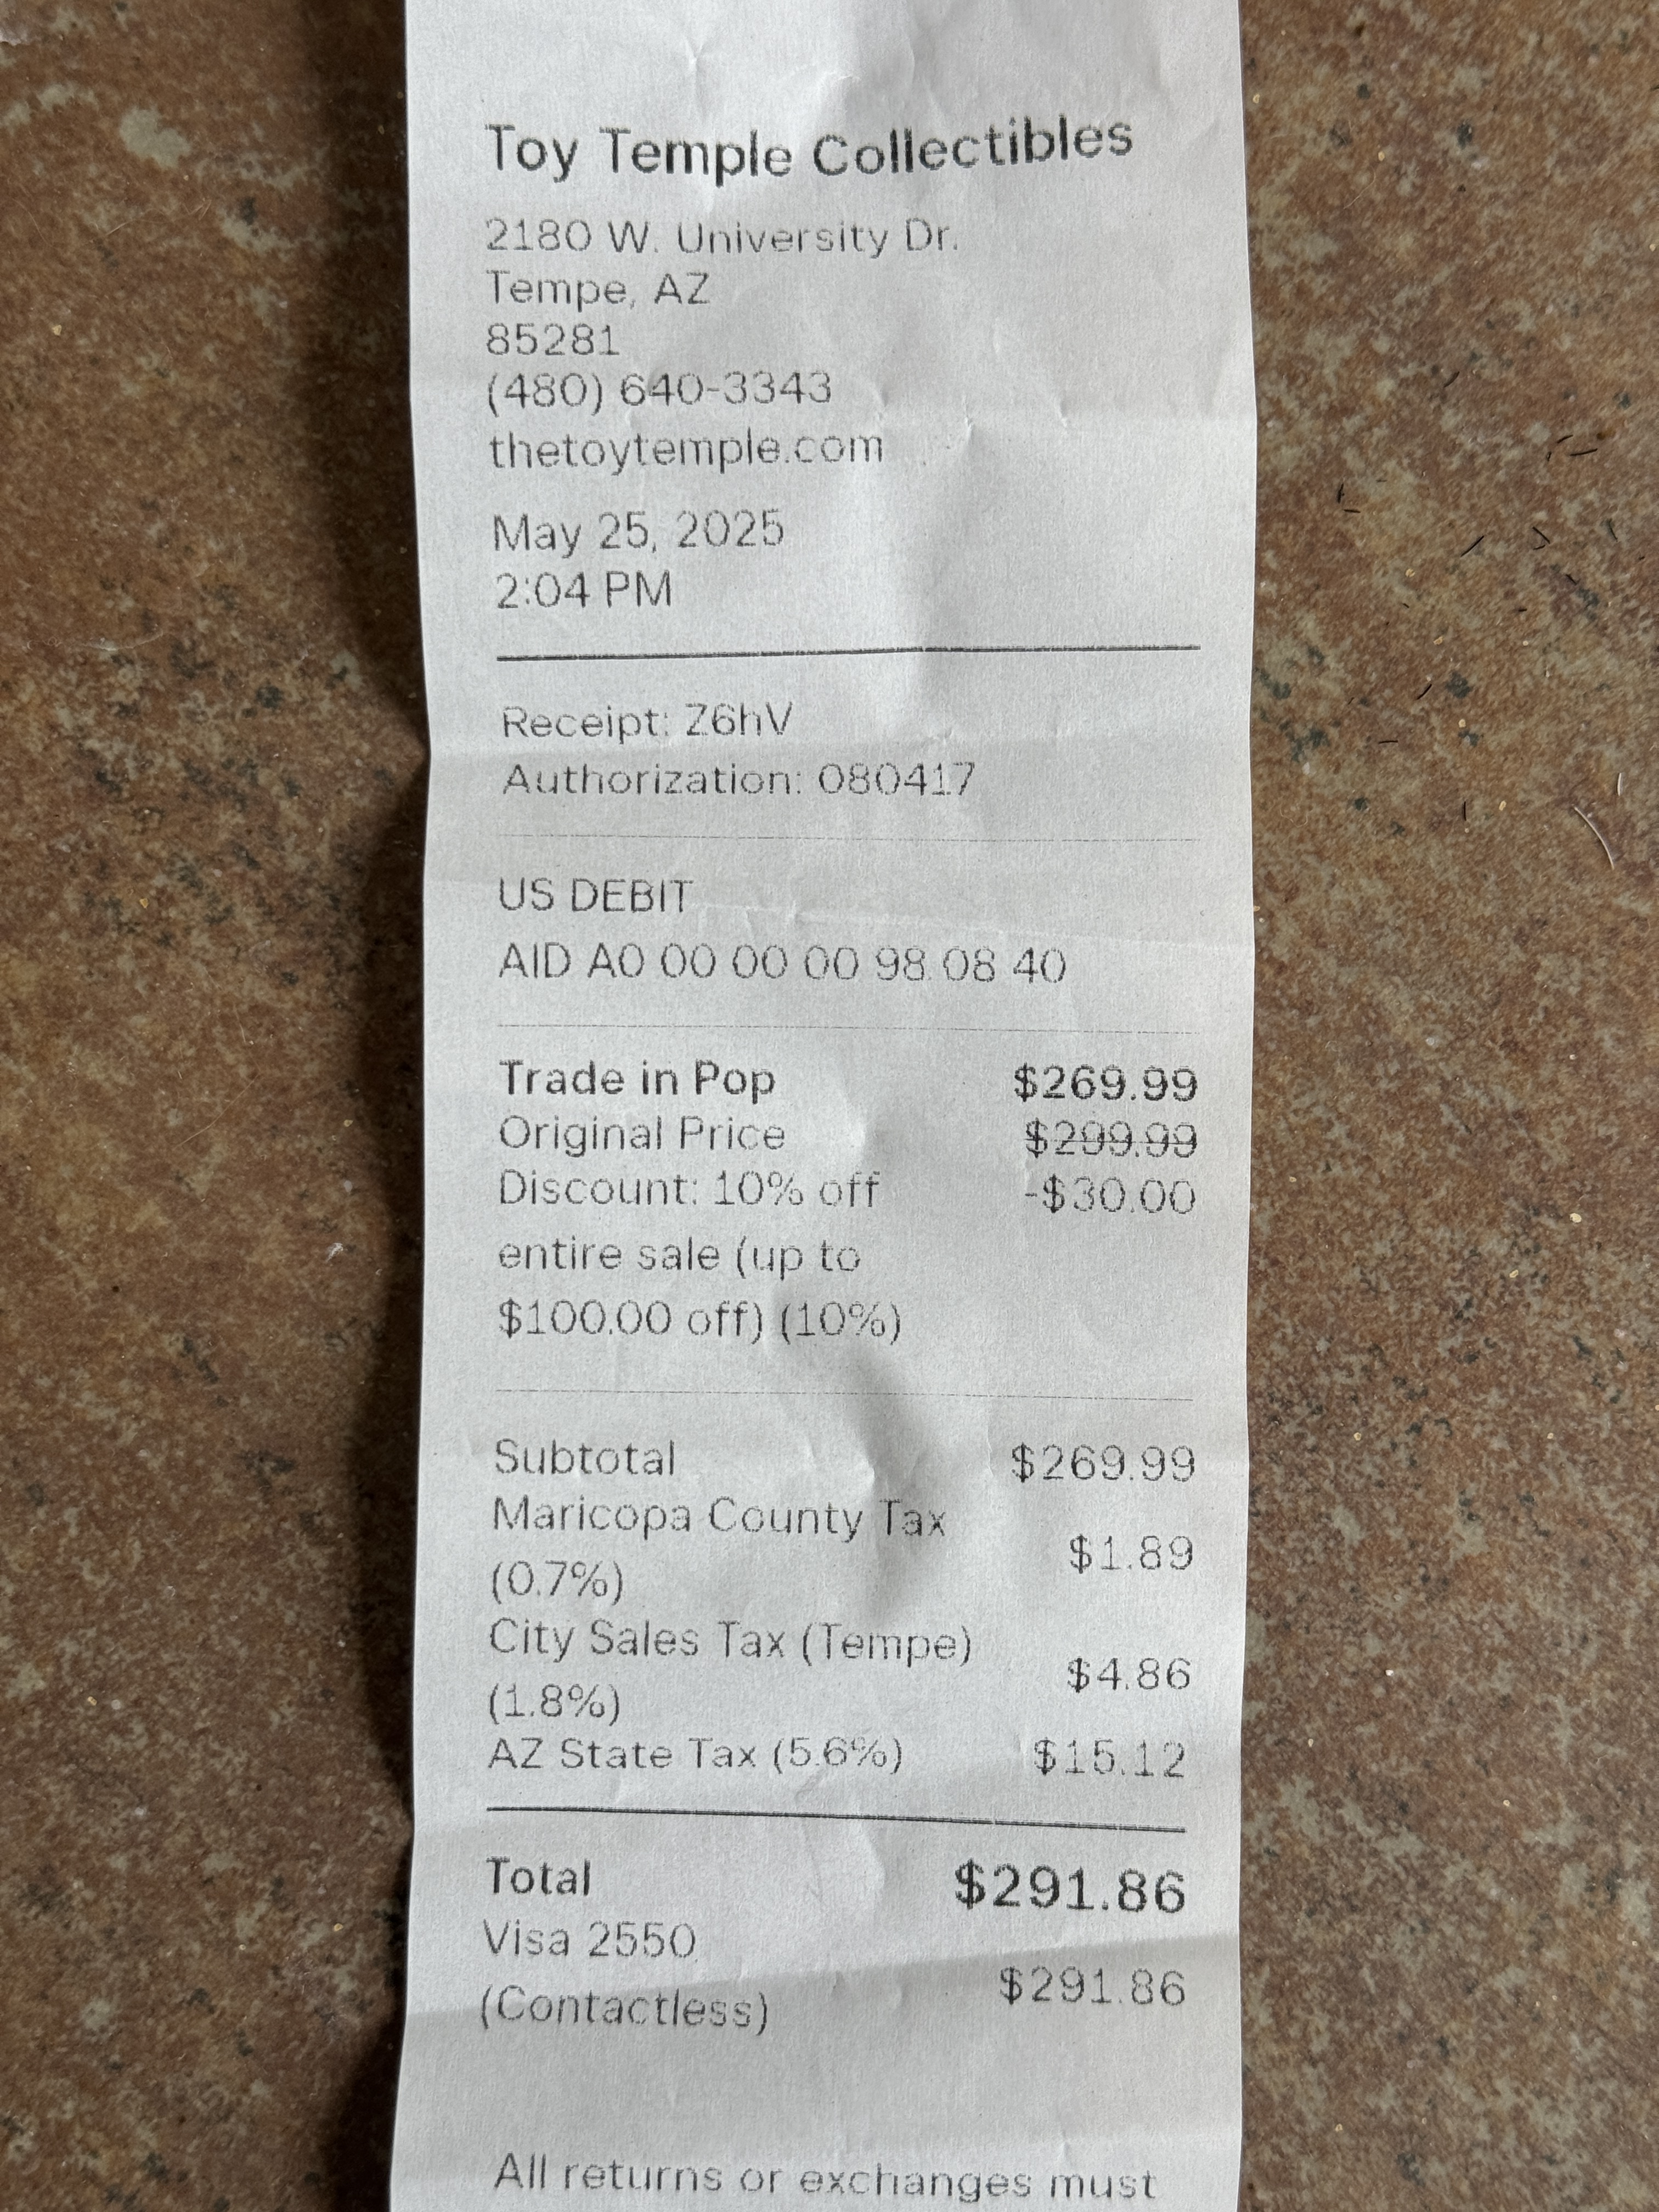 Toy Temple Collectibles
2180 W. University Dr.
Tempe, AZ
85281
(480) 640-3343
thetoytemple.com
May 25, 2025
2:04 PM
Receipt: Z6hV
Authorization: 080417
US DEBIT
AID A0 00 00 00 98 08 40
Trade in Pop $269.99
Original Price $299.99
Discount: 10% off -$30.00
entire sale (up to
$100.00 off) (10%)
Subtotal $269.99
Maricopa County Tax
(0.7%) $1.89
City Sales Tax (Tempe)
(1.8%) $4.86
AZ State Tax (5.6%) $15.12
Total $291.86
Visa 2550
(Contactless) $291.86
All returns or exchanges must